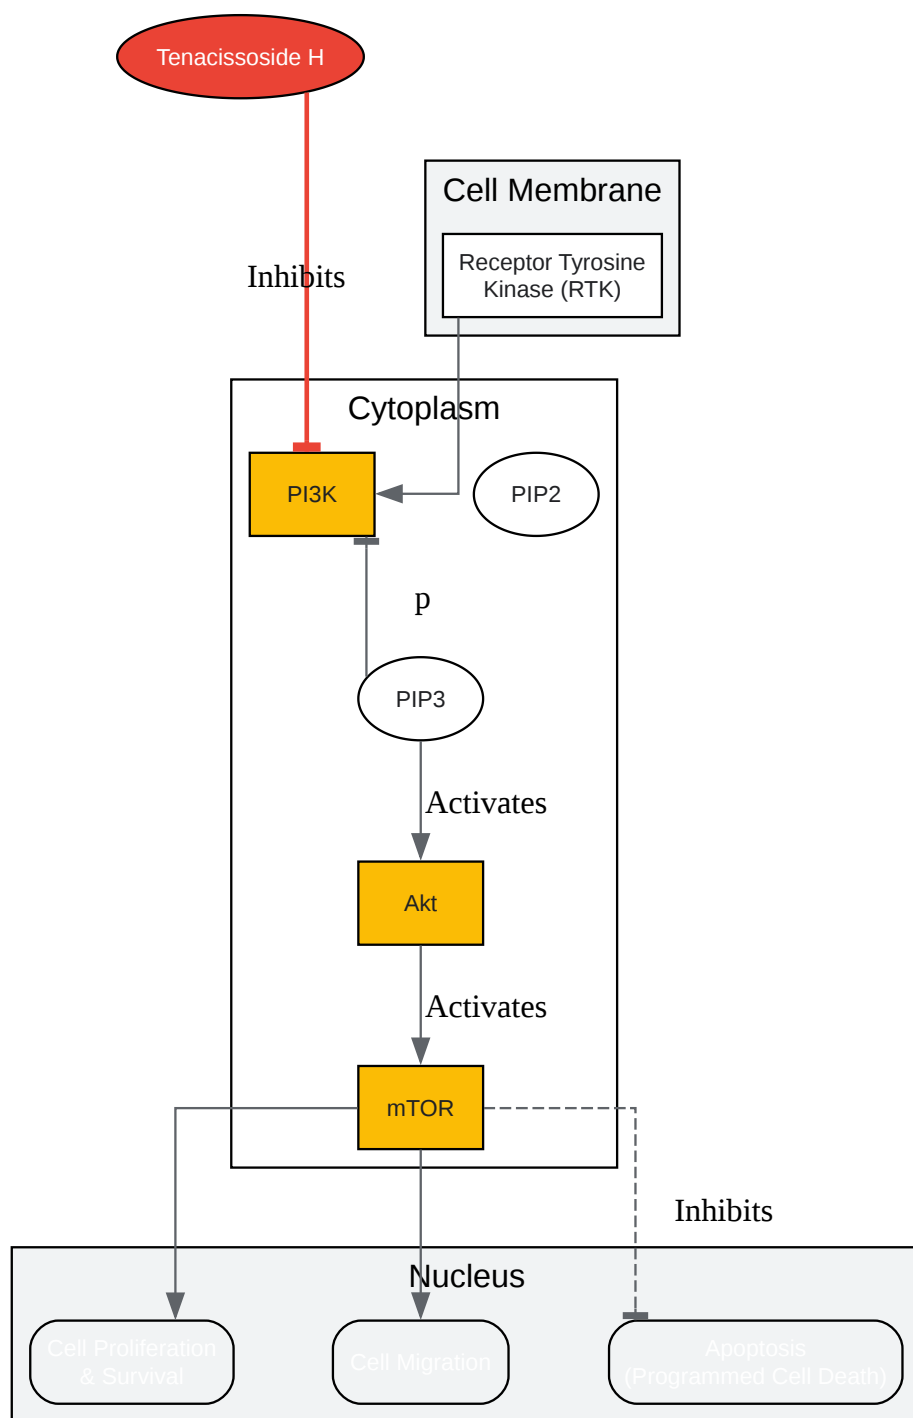 Tenacissoside H
Cell Membrane
Receptor Tyrosine
Kinase (RTK)
Inhibits
Cytoplasm
PI3K
PIP2
p
PIP3
Activates
Akt
Activates
mTOR
Inhibits
Nucleus
Cell Proliferation
& Survival
Cell Migration
Apoptosis
(Programmed Cell Death)